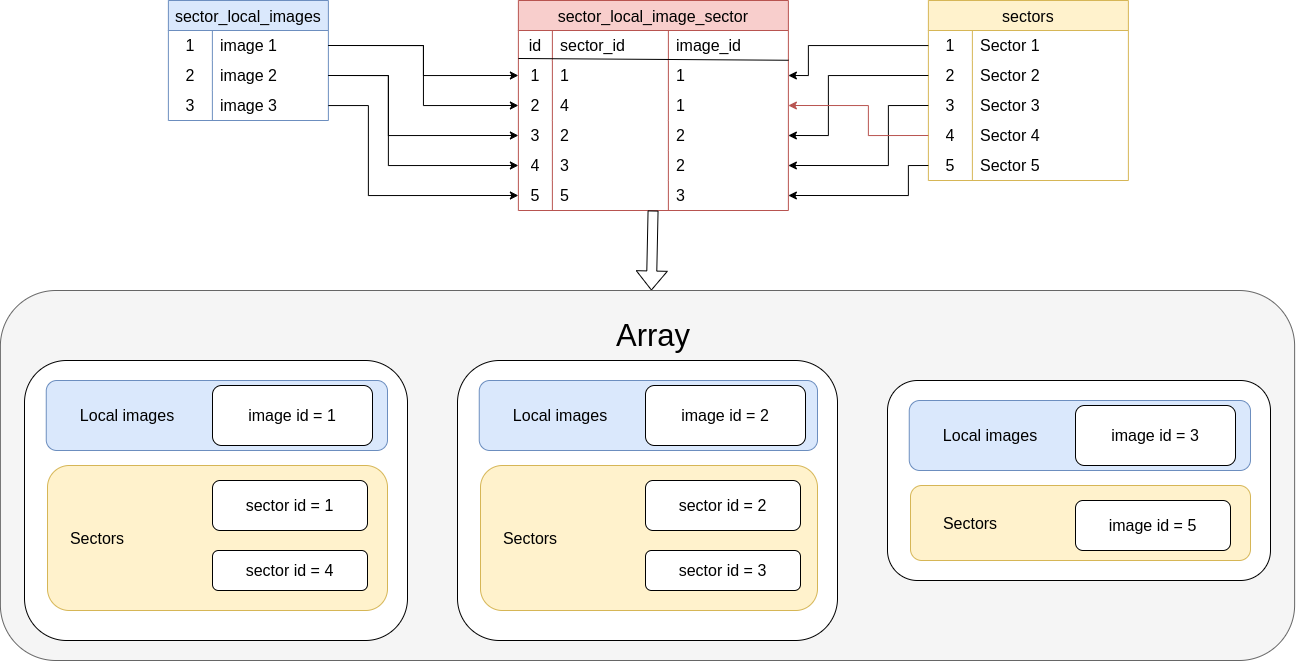 sector_local_images
1 image 1
2 image 2
3 image 3
sector_local_image_sector
id sector_id image_id
1 1 1
2 4 1
3 2 2
4 3 2
5 5 3
sectors
1 Sector 1
2 Sector 2
3 Sector 3
4 Sector 4
5 Sector 5
Array
Local images image id = 1
Sectors
sector id = 1
sector id = 4
Local images image id = 2
Sectors
sector id = 2
sector id = 3
Local images image id = 3
Sectors image id = 5